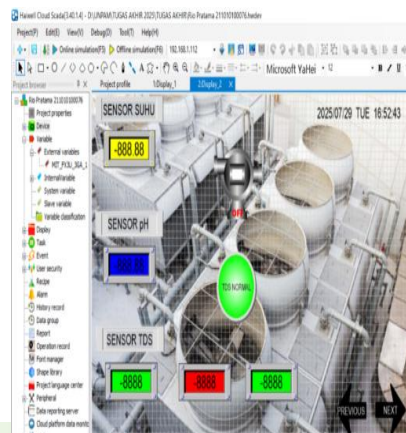 Haiwell Cloud Scada[3.40.1.4] - D:\UNPAM\TUGAS AKHIR 2025\TUGAS AKHIR\Rio Pratama 211010100076.hwdev
Project(P) Edit(E) View(V) Debug(D) Tool(T) Help(H)
Online simulation(F5) Offline simulation(F6) 192.168.1.112
Microsoft YaHei 12 B I U
Project browser
Project profile 1:Display_1 2:Display_2 X
Rio Pratama 211010100076
Project properties
Device
Variable
External variables
InternalVariable
System variable
Slave variable
Variable classification
Display
Task
Event
User security
Recipe
Alarm
History record
Data group
Report
Operation record
Font manager
Shape library
Project language center
Peripheral
Data reporting server
Cloud platform data monito
SENSOR SUHU
2025/07/29 TUE 16:52:43
-888.88
OFF
SENSOR pH
-888.88
TDS NORMAL
SENSOR TDS
-8888 -8888 -8888
PREVIOUS NEXT